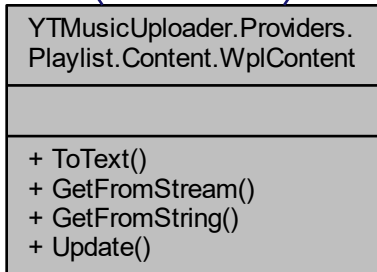 YTMusicUploader.Providers.
Playlist.Content.WplContent
+ ToText()
+ GetFromStream()
+ GetFromString()
+ Update()